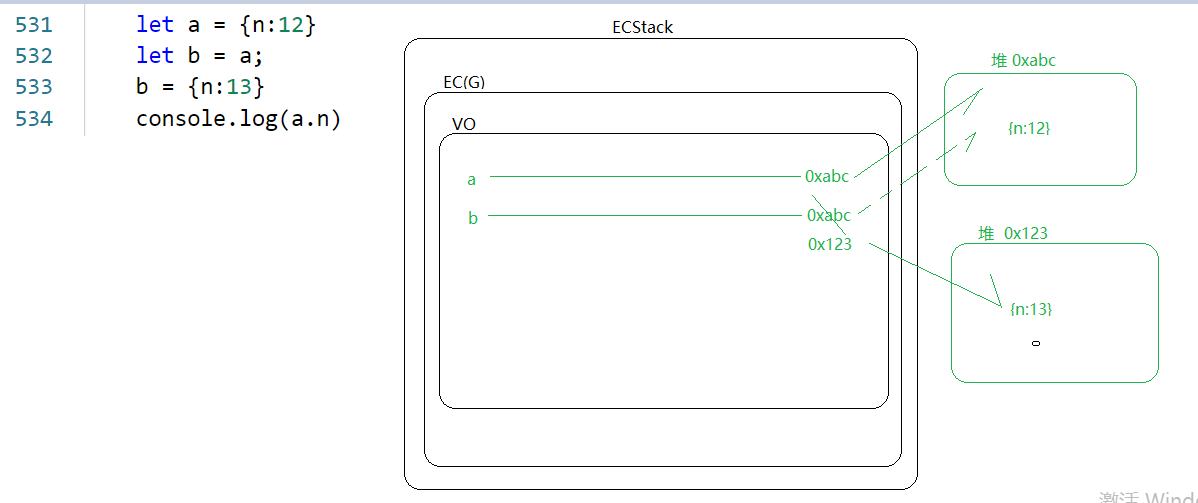 531 let a = {n:12}
532 let b = a;
533 b = {n:13}
534 console.log(a.n)
ECStack
EC(G)
VO
a 0xabc
b 0xabc
0x123
堆 0xabc
{n:12}
堆 0x123
{n:13}
激活 Windo